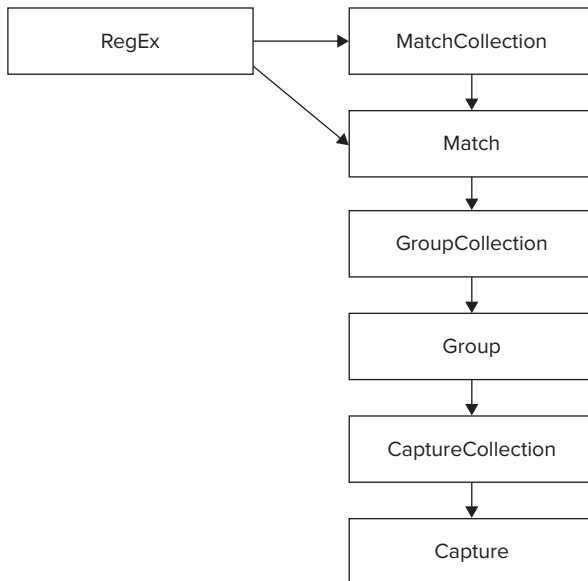 RegEx
MatchCollection
Match
GroupCollection
Group
CaptureCollection
Capture